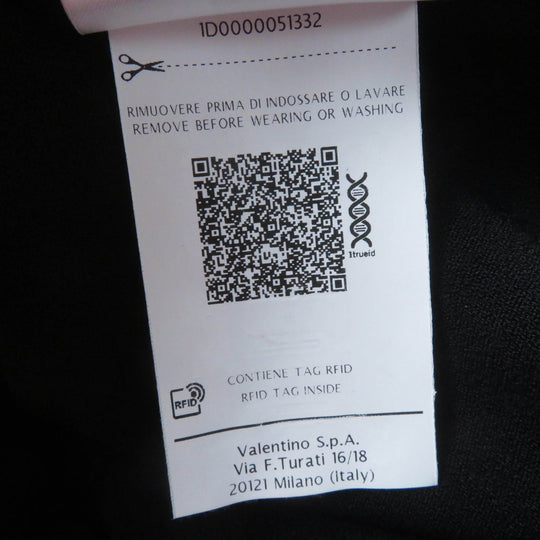 1D0000051332
RIMUOVERE PRIMA DI INDOSSARE O LAVARE
REMOVE BEFORE WEARING OR WASHING
1trueid
CONTIENE TAG RFID
RFID TAG INSIDE
RFID
Valentino S.p.A.
Via F.Turati 16/18
20121 Milano (Italy)